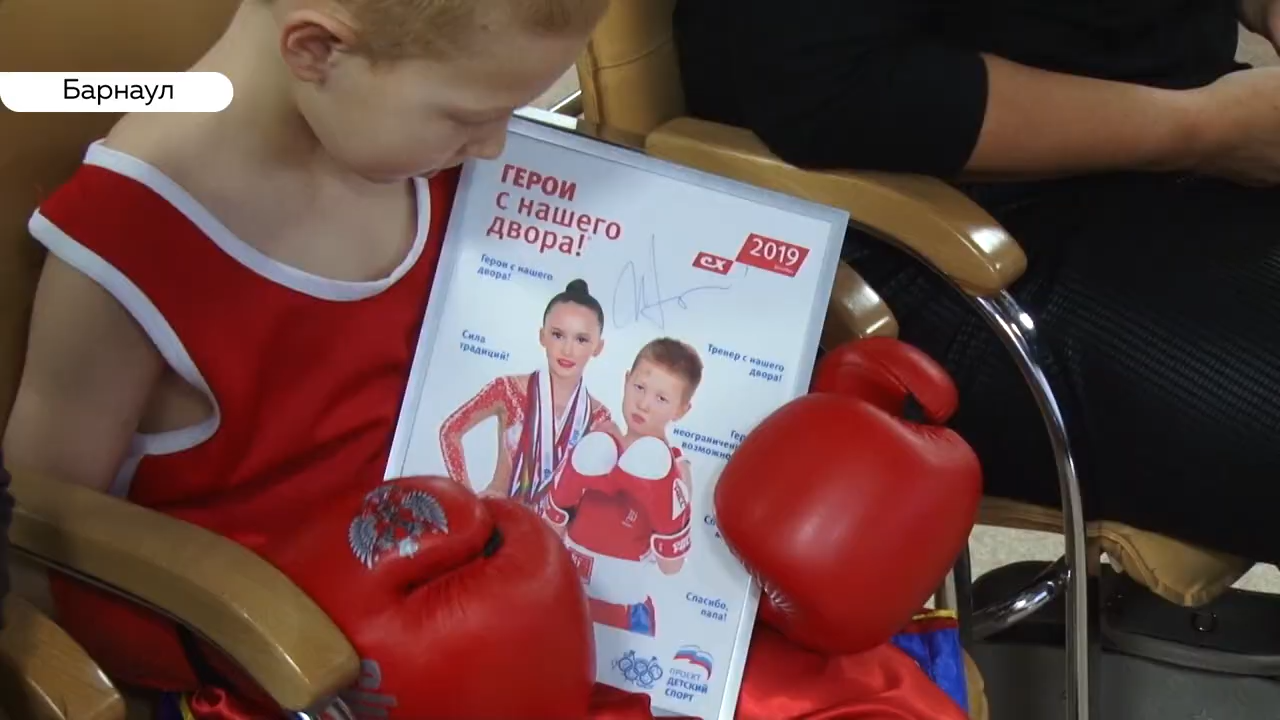 Барнаул
ГЕРОИ
с нашего
двора!
2019
Герои с нашего
двора!
Сила
традиций!
Тренер с нашего
двора!
Спасибо,
папа!
ПРОЕКТ
ДЕТСКИЙ
СПОРТ